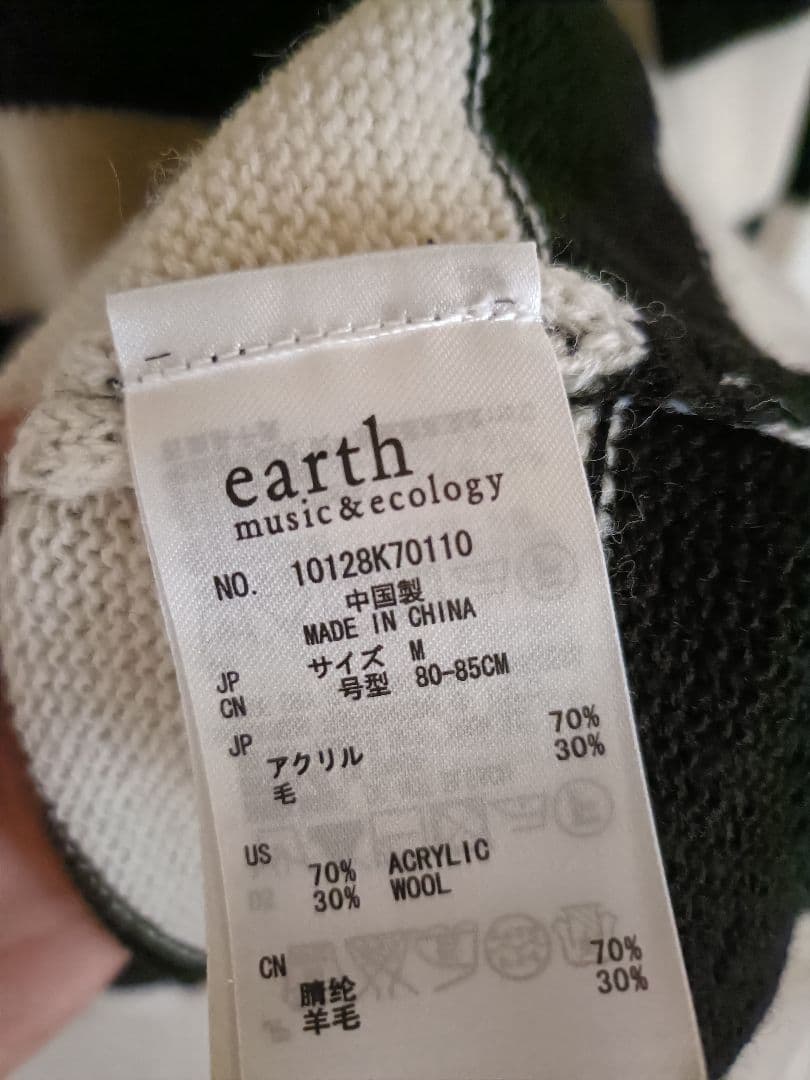 earth
music&ecology
NO. 10128K70110
中国製
MADE IN CHINA
JP サイズ M
CN 号型 80-85CM
JP
アクリル 70%
毛 30%
US
70% ACRYLIC
30% WOOL
CN
腈纶 70%
羊毛 30%